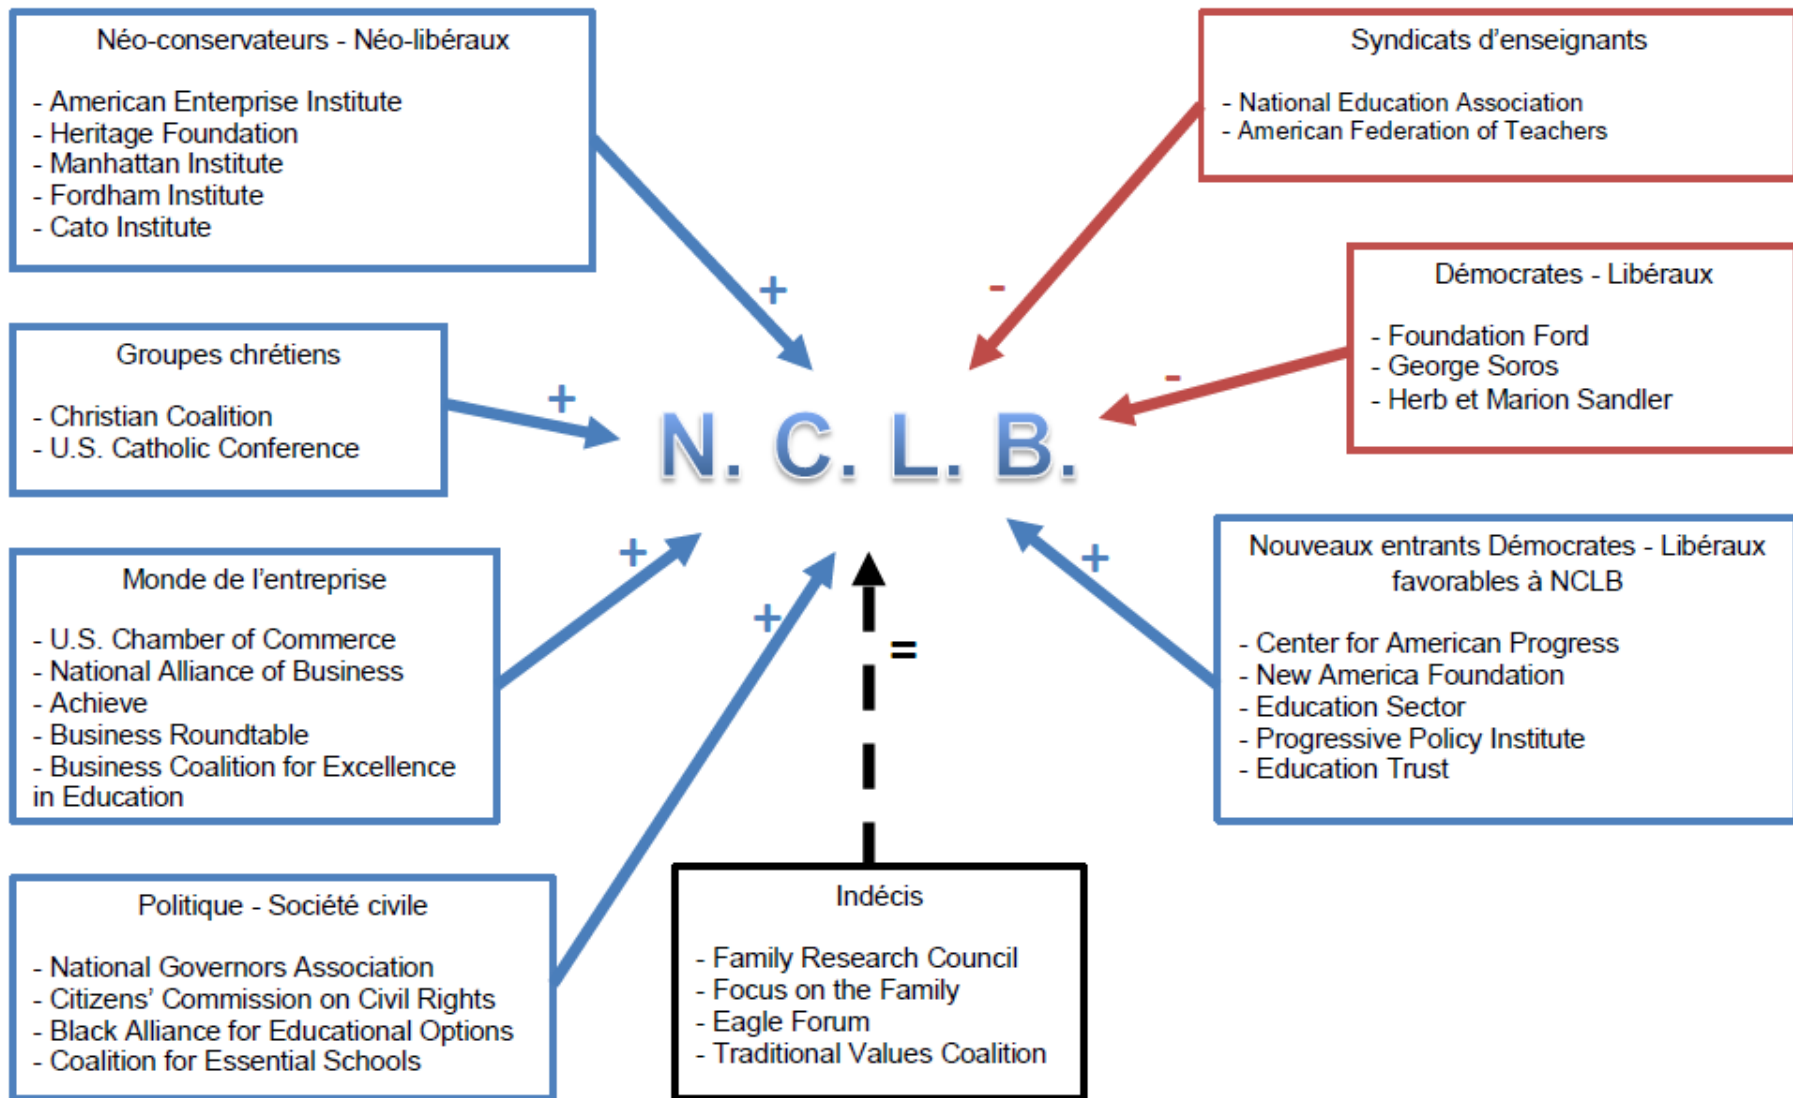 Néo-conservateurs - Néo-libéraux
- American Enterprise Institute
- Heritage Foundation
- Manhattan Institute
- Fordham Institute
- Cato Institute
+
Groupes chrétiens
- Christian Coalition
- U.S. Catholic Conference
+
Monde de l'entreprise
- U.S. Chamber of Commerce
- National Alliance of Business
- Achieve
- Business Roundtable
- Business Coalition for Excellence
in Education
+
Politique - Société civile
- National Governors Association
- Citizens' Commission on Civil Rights
- Black Alliance for Educational Options
- Coalition for Essential Schools
+
N. C. L. B.
Syndicats d'enseignants
- National Education Association
- American Federation of Teachers
-
Démocrates - Libéraux
- Foundation Ford
- George Soros
- Herb et Marion Sandler
-
Nouveaux entrants Démocrates - Libéraux
favorables à NCLB
- Center for American Progress
- New America Foundation
- Education Sector
- Progressive Policy Institute
- Education Trust
+
=
Indécis
- Family Research Council
- Focus on the Family
- Eagle Forum
- Traditional Values Coalition